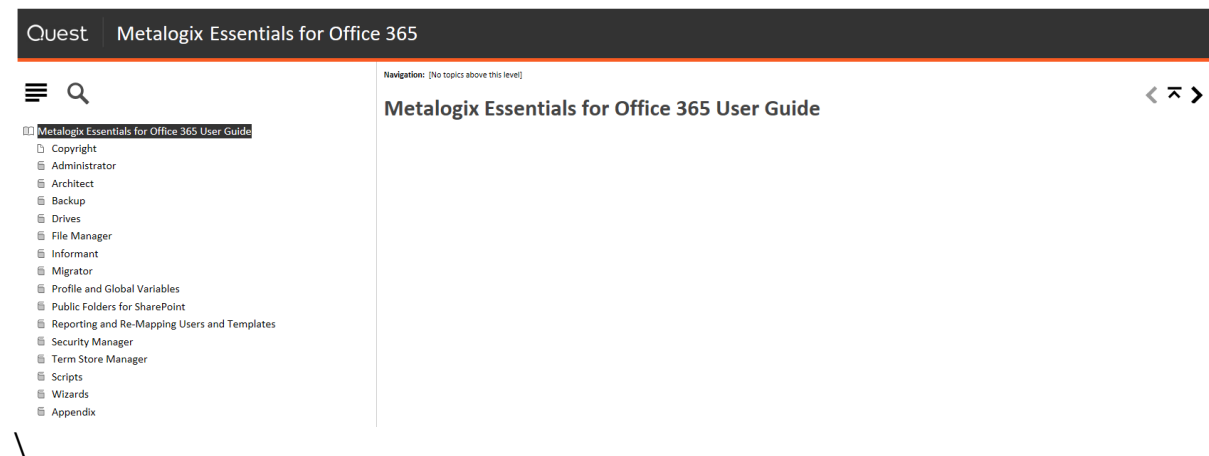 Quest Metalogix Essentials for Office 365
Navigation: [No topics above this level]
Metalogix Essentials for Office 365 User Guide
Metalogix Essentials for Office 365 User Guide
Copyright
Administrator
Architect
Backup
Drives
File Manager
Informant
Migrator
Profile and Global Variables
Public Folders for SharePoint
Reporting and Re-Mapping Users and Templates
Security Manager
Term Store Manager
Scripts
Wizards
Appendix
\